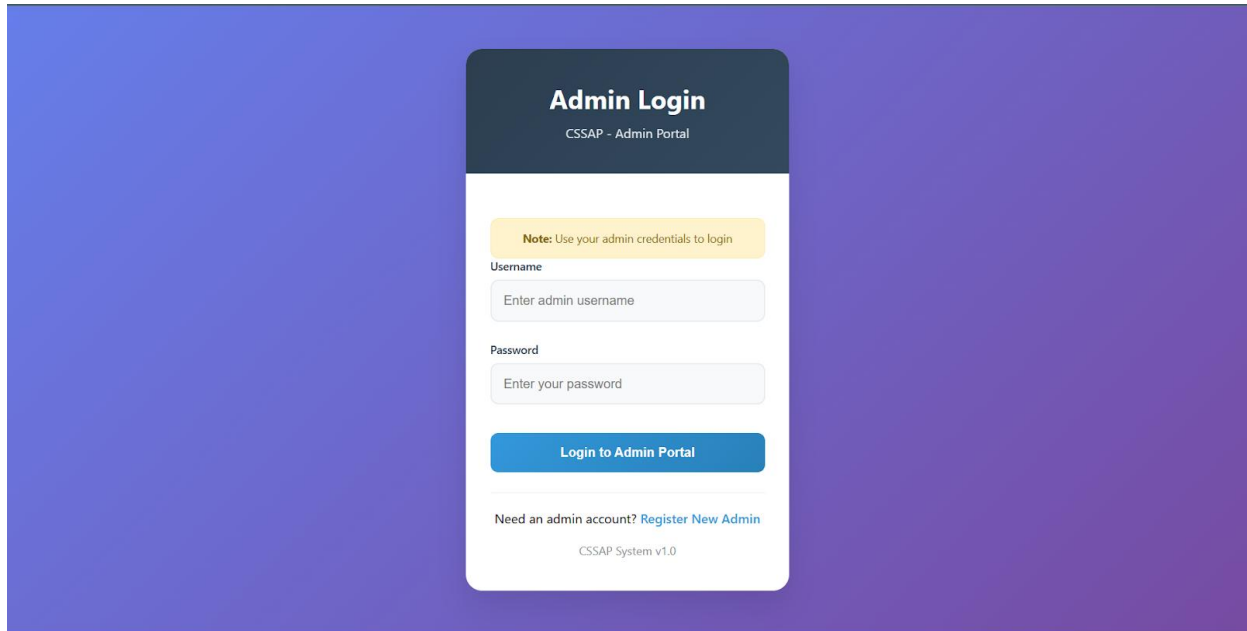 Admin Login
CSSAP - Admin Portal
Note: Use your admin credentials to login
Username
Enter admin username
Password
Enter your password
Login to Admin Portal
Need an admin account? Register New Admin
CSSAP System v1.0